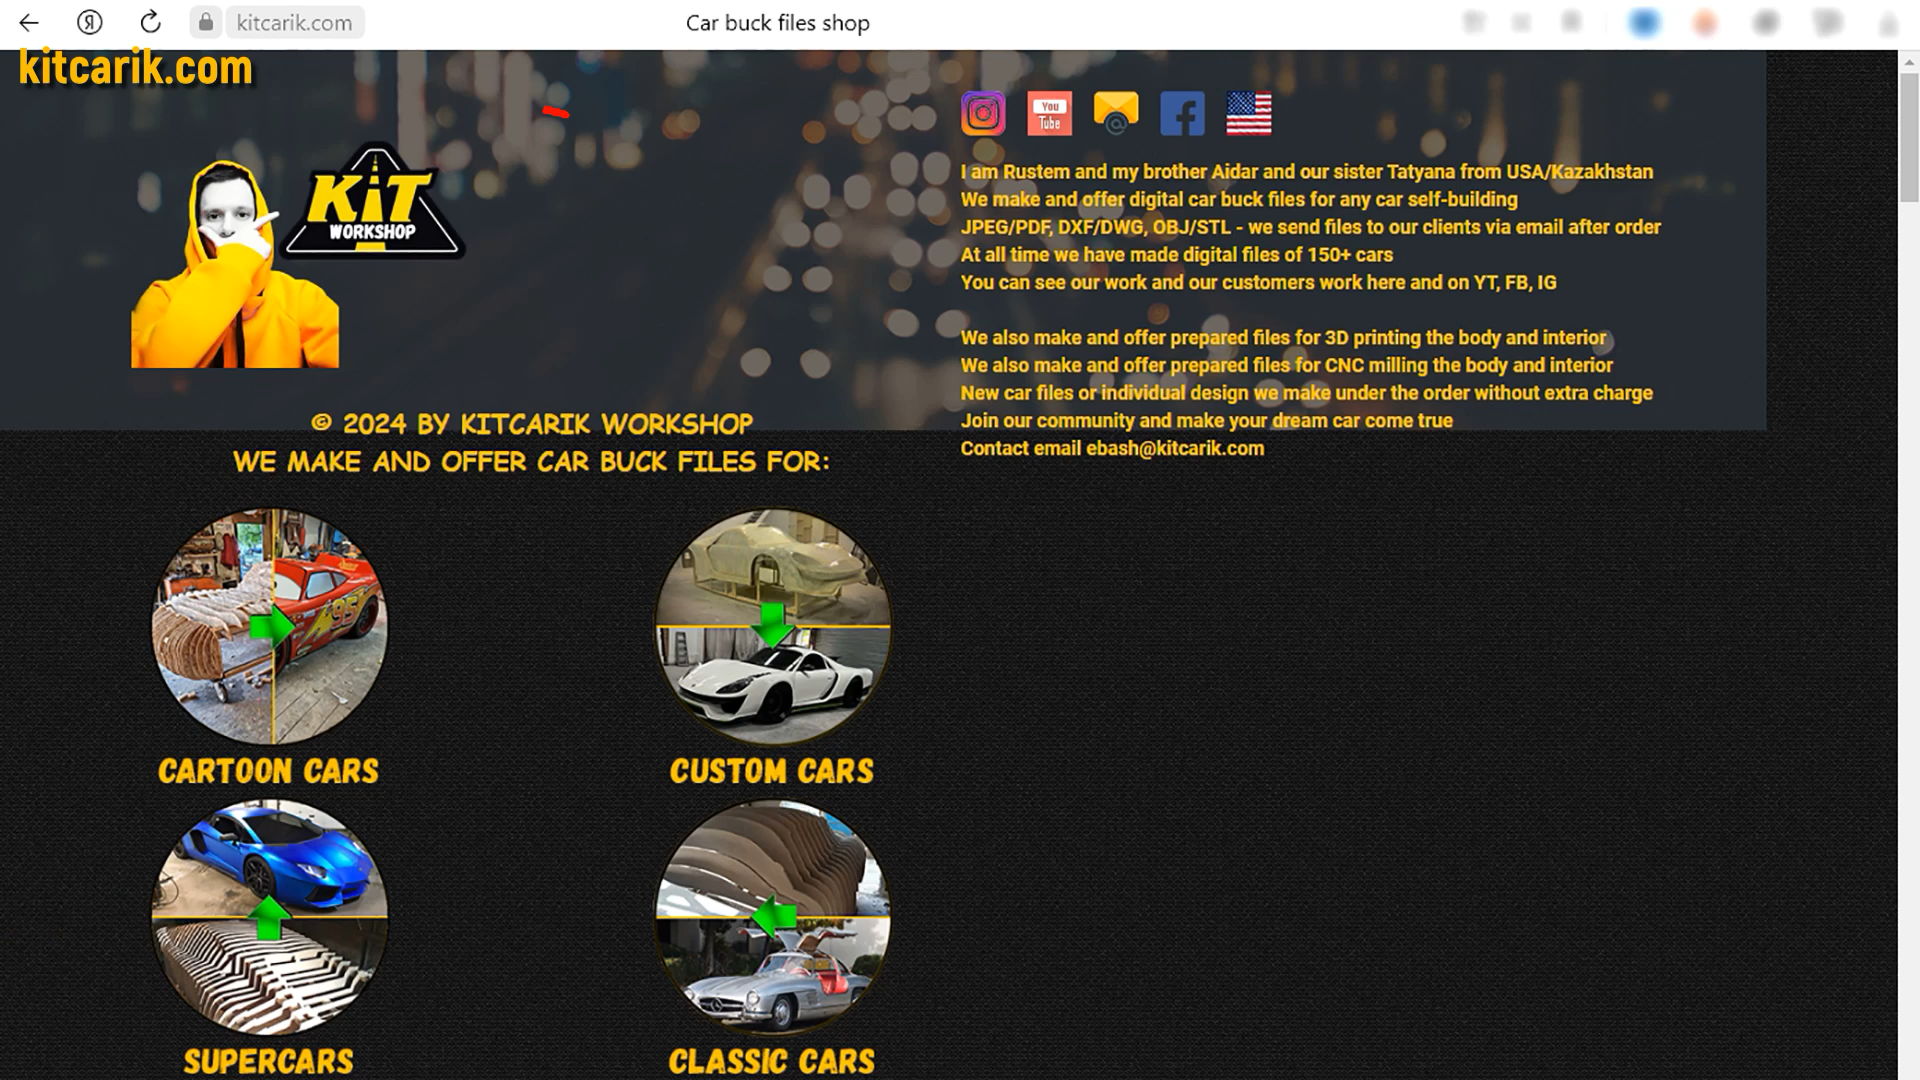 kitcarik.com
Car buck files shop
kitcarik.com
You
Tube
KiT
WORKSHOP
I am Rustem and my brother Aidar and our sister Tatyana from USA/Kazakhstan
We make and offer digital car buck files for any car self-building
JPEG/PDF, DXF/DWG, OBJ/STL - we send files to our clients via email after order
At all time we have made digital files of 150+ cars
You can see our work and our customers work here and on YT, FB, IG
We also make and offer prepared files for 3D printing the body and interior
We also make and offer prepared files for CNC milling the body and interior
New car files or individual design we make under the order without extra charge
Join our community and make your dream car come true
Contact email ebash@kitcarik.com
© 2024 BY KITCARIK WORKSHOP
WE MAKE AND OFFER CAR BUCK FILES FOR:
95
CARTOON CARS
CUSTOM CARS
SUPERCARS
CLASSIC CARS